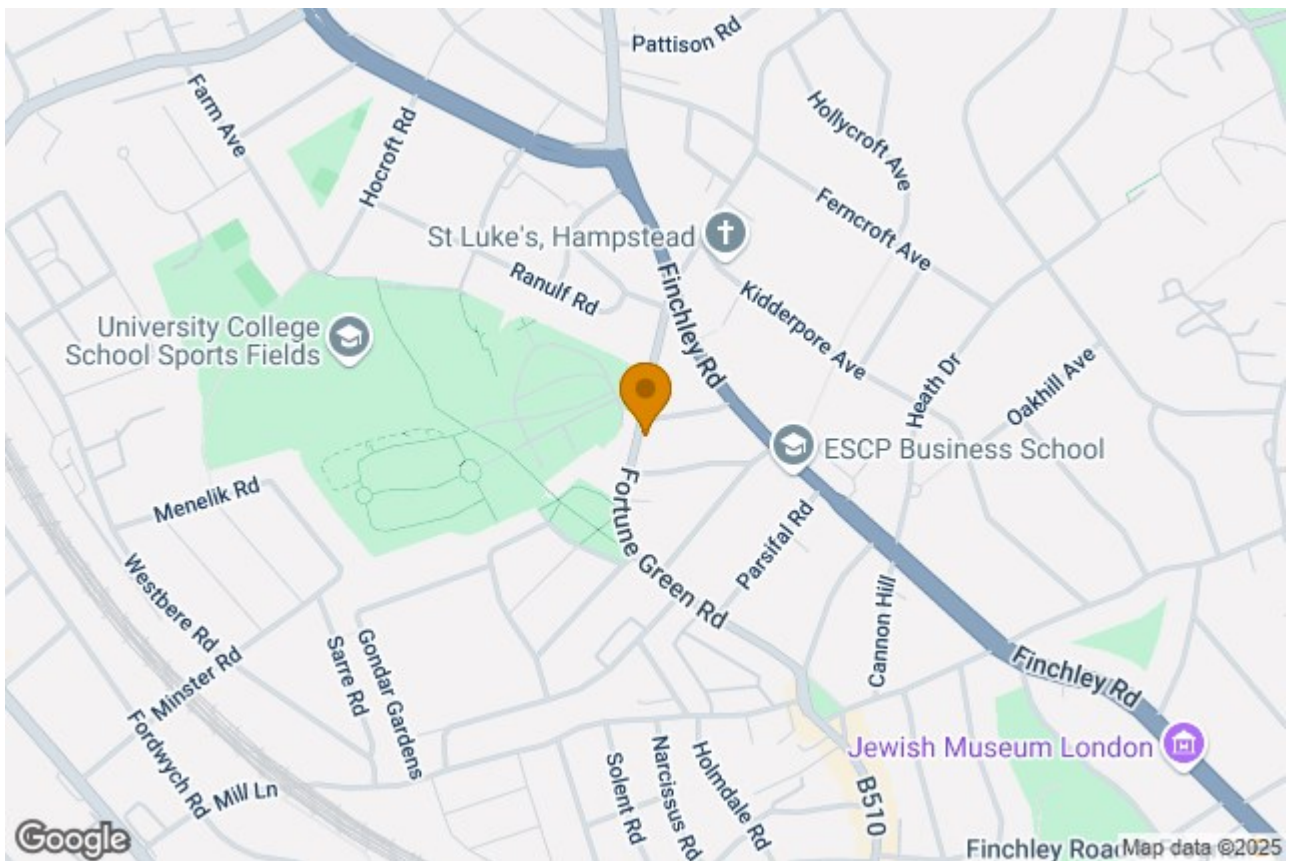 Pattison Rd
Farm Ave
Hocroft Rd
Hollycroft Ave
Ferncroft Ave
St Luke's, Hampstead
Ranulf Rd
Finchley Rd
Kidderpore Ave
University College
School Sports Fields
Heath Dr
Oakhill Ave
ESCP Business School
Menelik Rd
Fortune Green Rd
Parsifal Rd
Westbere Rd
Cannon Hill
Minster Rd
Sarre Rd
Gondar Gardens
Finchley Rd
Fordwych Rd
Mill Ln
Solent Rd
Narcissus Rd
Holmdale Rd
Jewish Museum London
B510
Google
Finchley Road
Map data ©2025